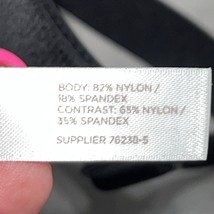 BODY: 82% NYLON /
18% SPANDEX
CONTRAST: 65% NYLON /
35% SPANDEX
SUPPLIER 76230-5